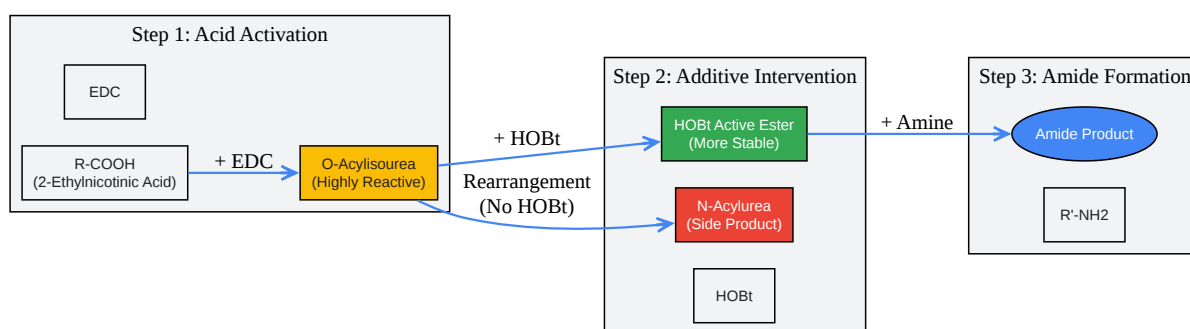 Step 1: Acid Activation
EDC
R-COOH
(2-Ethylnicotinic Acid)
+ EDC
O-Acylisourea
(Highly Reactive)
+ HOBt
Rearrangement
(No HOBt)
Step 2: Additive Intervention
HOBt Active Ester
(More Stable)
N-Acylurea
(Side Product)
HOBt
+ Amine
Step 3: Amide Formation
Amide Product
R'-NH2